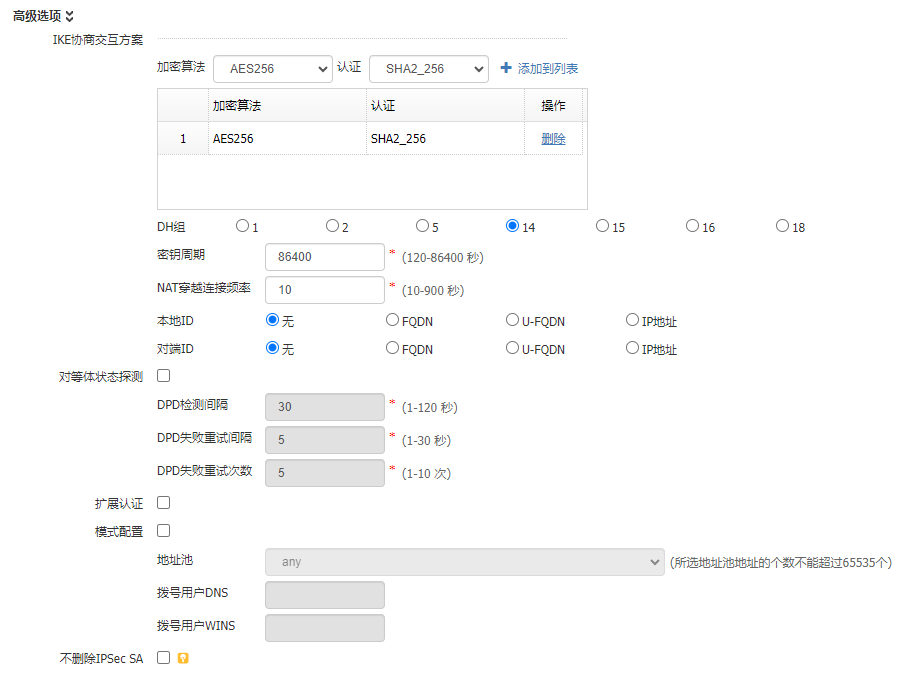 高级选项
IKE协商交互方案
加密算法 AES256 认证 SHA2_256 添加到列表
加密算法 认证 操作
1 AES256 SHA2_256 删除
DH组 1 2 5 14 15 16 18
密钥周期 86400 * (120-86400 秒)
NAT穿越连接频率 10 * (10-900 秒)
本地ID 无 FQDN U-FQDN IP地址
对端ID 无 FQDN U-FQDN IP地址
对等体状态探测
DPD检测间隔 30 * (1-120 秒)
DPD失败重试间隔 5 * (1-30 秒)
DPD失败重试次数 5 * (1-10 次)
扩展认证
模式配置
地址池 any (所选地址池地址的个数不能超过65535个)
拨号用户DNS
拨号用户WINS
不删除IPSec SA